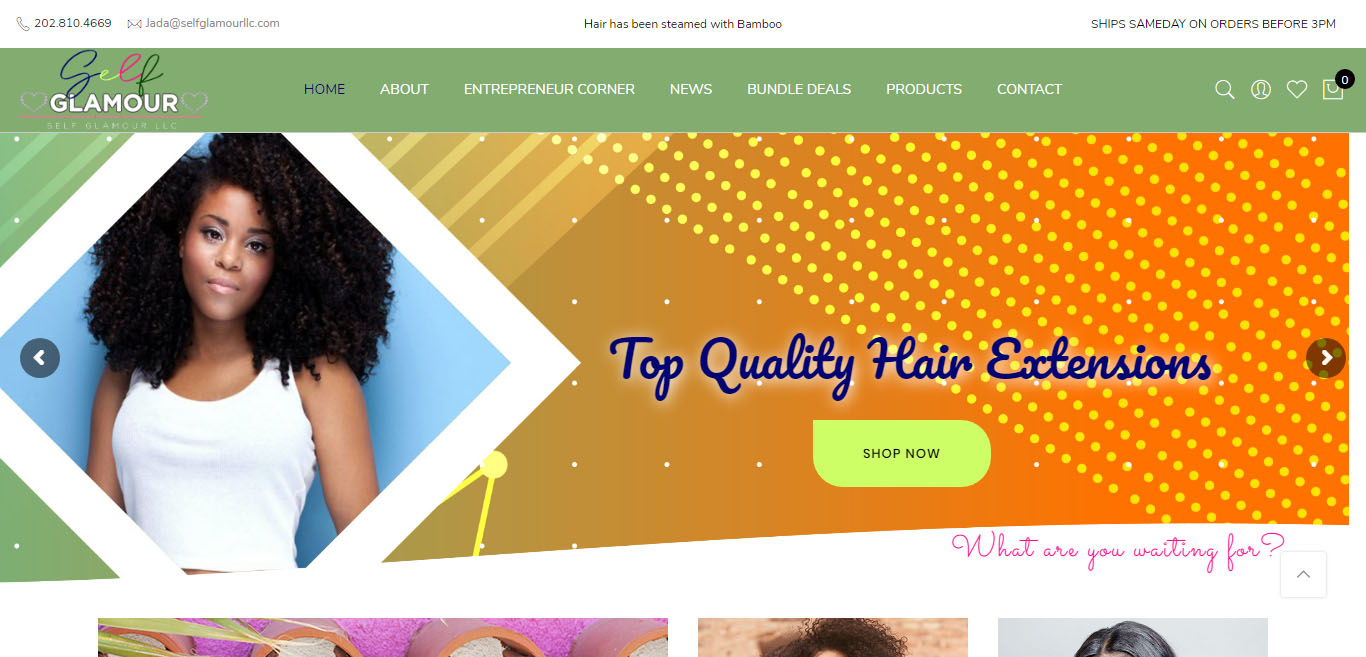 202.810.4669
Jada@selfglamourllc.com
Hair has been steamed with Bamboo
SHIPS SAMEDAY ON ORDERS BEFORE 3PM
Self
GLAMOUR
SELF GLAMOUR LLC
HOME
ABOUT
ENTREPRENEUR CORNER
NEWS
BUNDLE DEALS
PRODUCTS
CONTACT
0
Top Quality Hair Extensions
SHOP NOW
What are you waiting for?